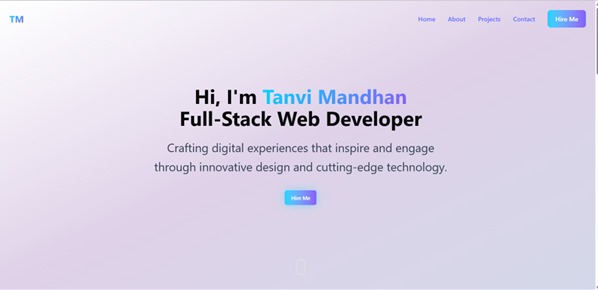 TM
Home
About
Projects
Contact
Hire Me
Hi, I'm Tanvi Mandhan
Full-Stack Web Developer
Crafting digital experiences that inspire and engage
through innovative design and cutting-edge technology.
Hire Me